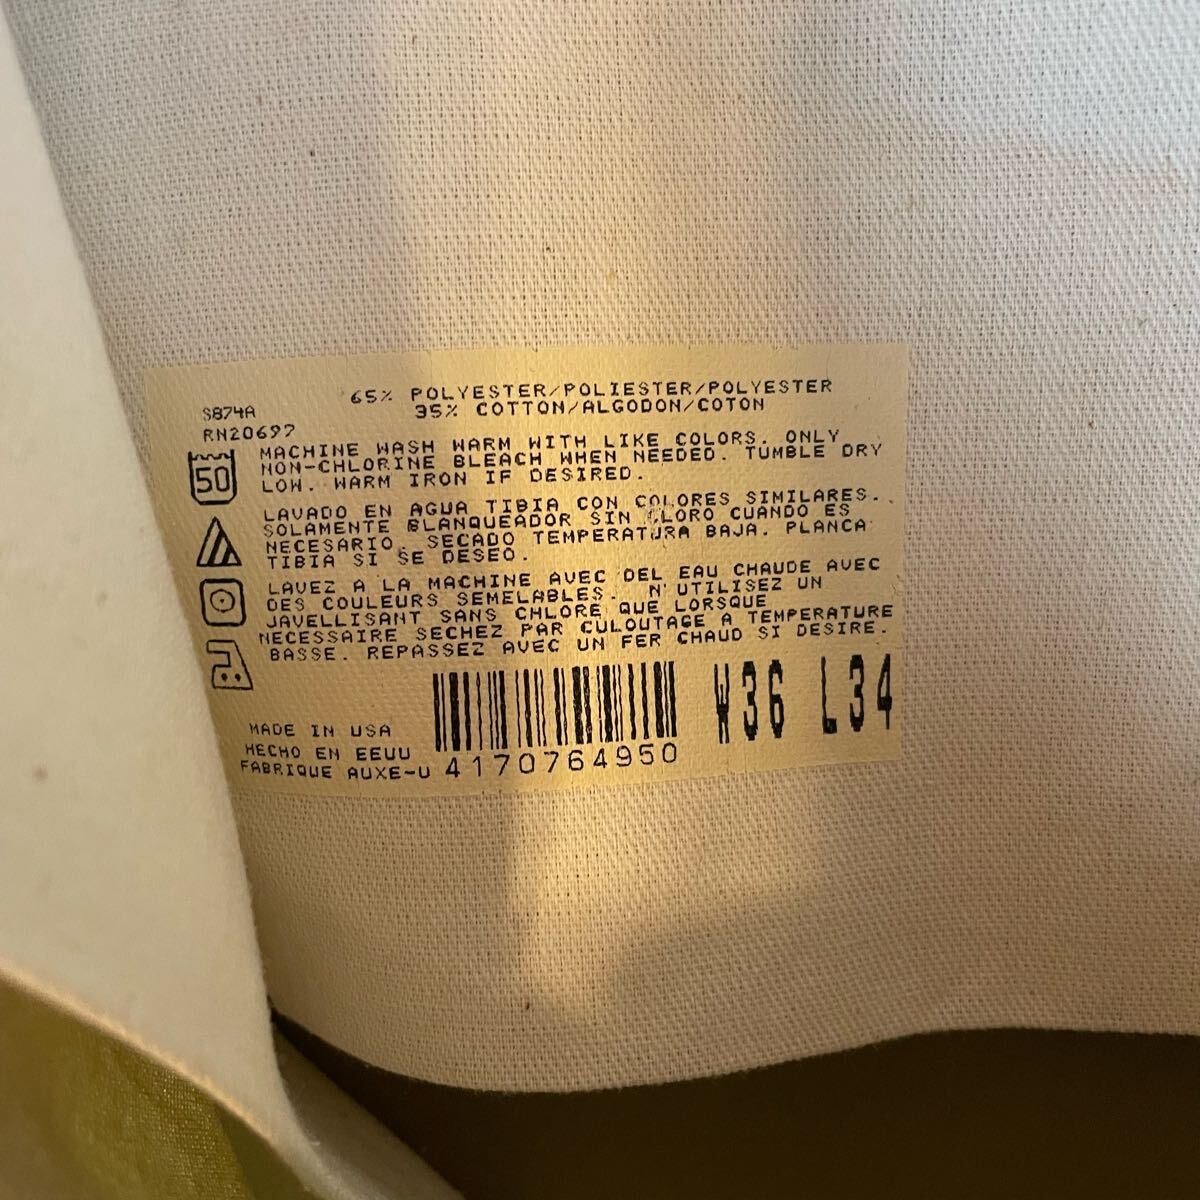 S874A
RN20697
65% POLYESTER/POLIESTER/POLYESTER
35% COTTON/ALGODON/COTON
MACHINE WASH WARM WITH LIKE COLORS. ONLY
NON-CHLORINE BLEACH WHEN NEEDED. TUMBLE DRY
LOW. WARM IRON IF DESIRED.
50
LAVADO EN AGUA TIBIA CON COLORES SIMILARES.
SOLAMENTE BLANQUEADOR SIN CLORO CUANDO ES
NECESARIO. SECADO TEMPERATURA BAJA. PLANCA
TIBIA SI SE DESEO.
LAVEZ A LA MACHINE AVEC DEL EAU CHAUDE AVEC
DES COULEURS SEMELABLES. N'UTILISEZ UN
JAVELLISANT SANS CHLORE QUE LORSQUE
NECESSAIRE SECHEZ PAR CULOUTAGE A TEMPERATURE
BASSE. REPASSEZ AVEC UN FER CHAUD SI DESIRE.
MADE IN USA
HECHO EN EEUU
FABRIQUE AUXE-U
4170764950
W36 L34